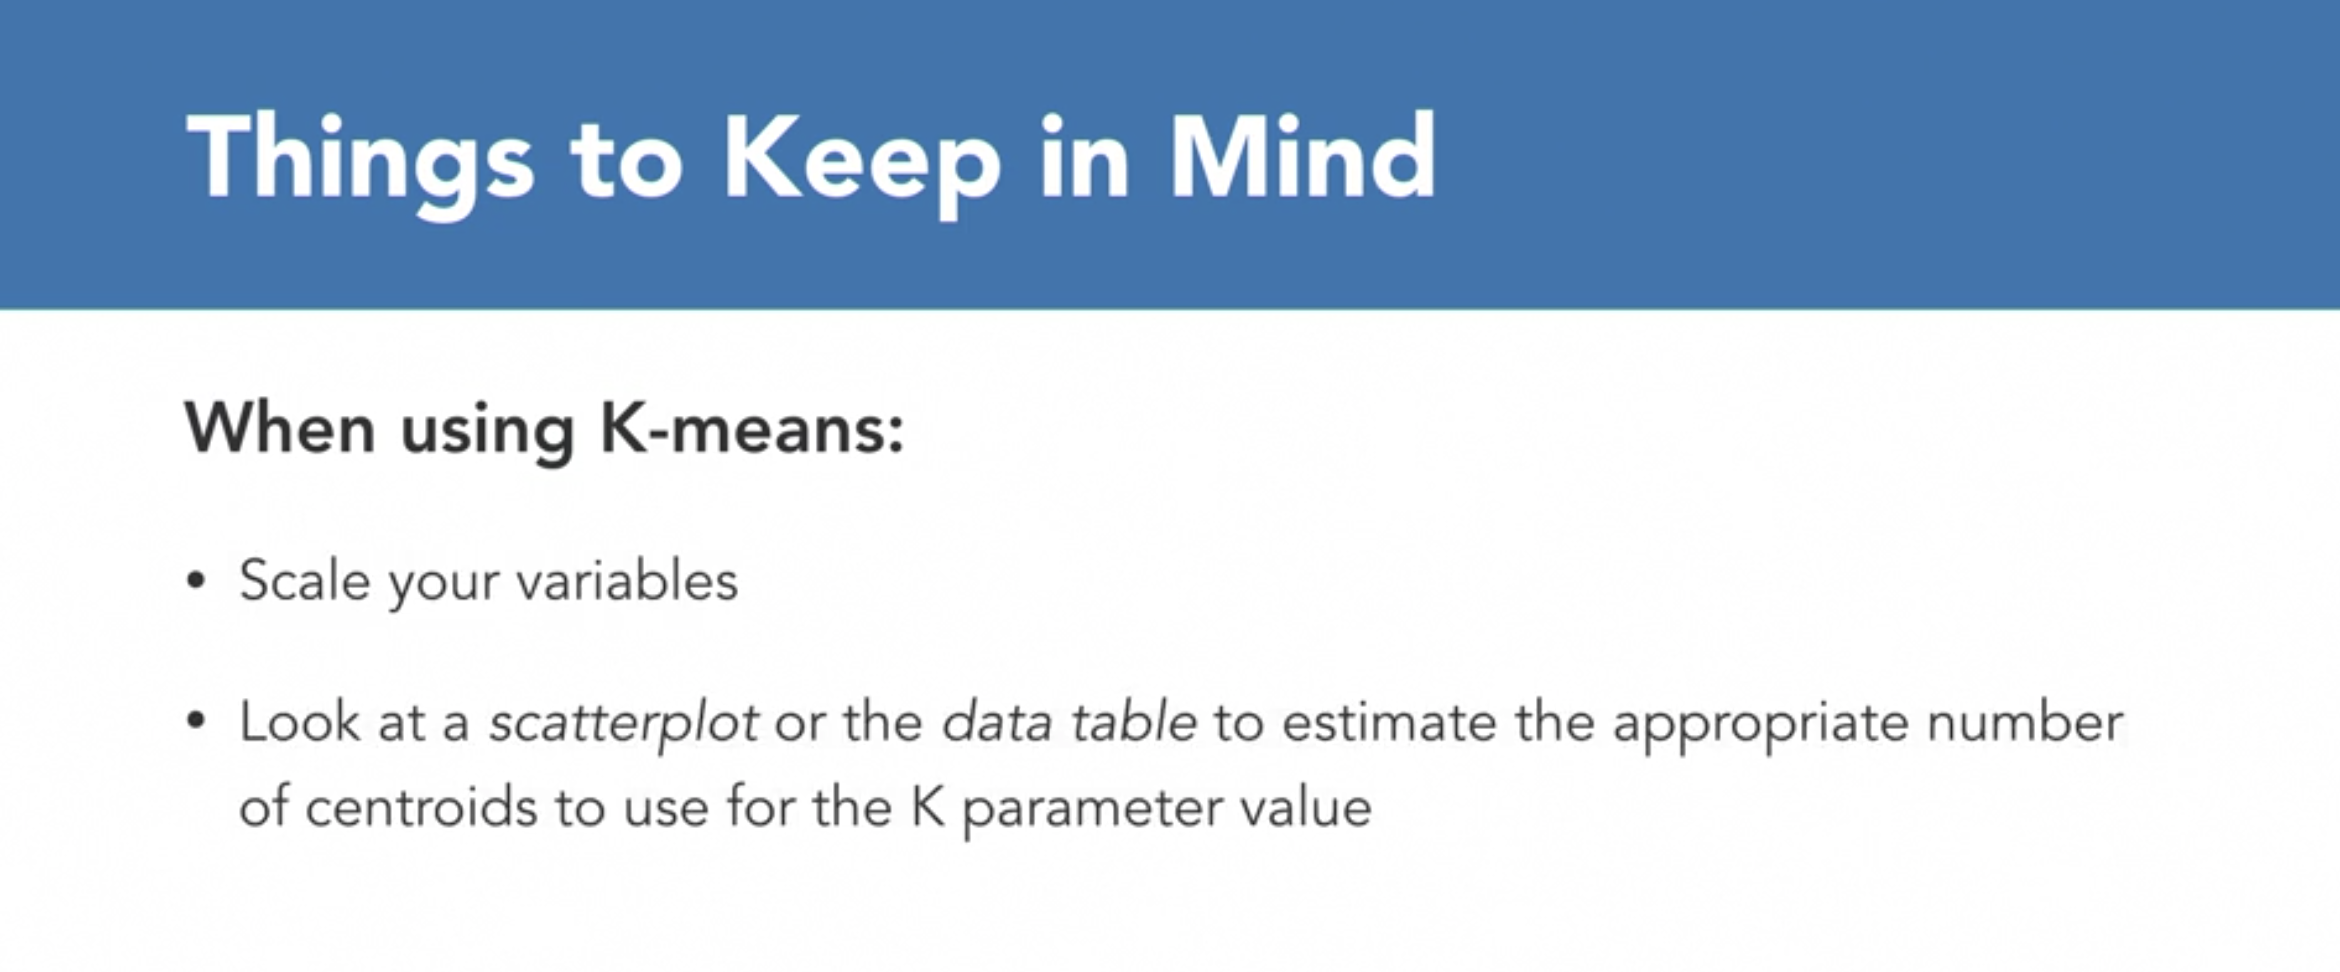 Things to Keep in Mind
When using K-means:
• Scale your variables
• Look at a scatterplot or the data table to estimate the appropriate number
of centroids to use for the K parameter value